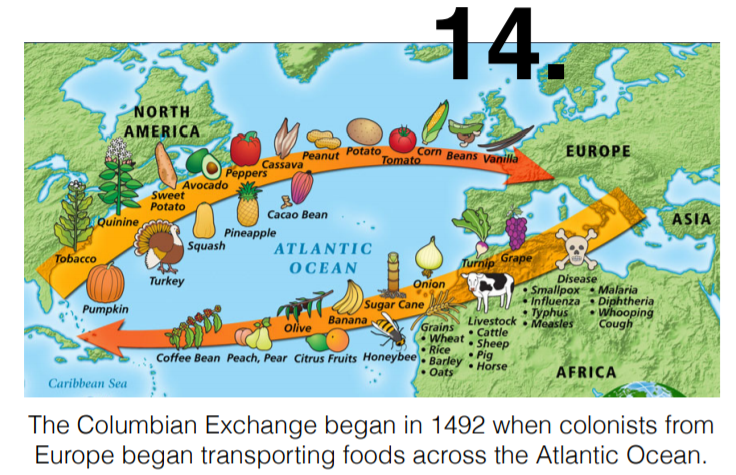 14.
NORTH
AMERICA
EUROPE
ASIA
AFRICA
ATLANTIC
OCEAN
Caribbean Sea
Tobacco
Quinine
Sweet
Potato
Avocado
Peppers
Cassava
Peanut
Potato
Tomato
Corn
Beans
Vanilla
Pumpkin
Turkey
Squash
Pineapple
Cacao Bean
Coffee Bean
Peach, Pear
Olive
Citrus Fruits
Banana
Honeybee
Sugar Cane
Onion
Turnip
Grape
Grains
• Wheat
• Rice
• Barley
• Oats
Livestock
• Cattle
• Sheep
• Pig
• Horse
Disease
• Smallpox • Malaria
• Influenza • Diphtheria
• Typhus • Whooping
• Measles Cough
The Columbian Exchange began in 1492 when colonists from
Europe began transporting foods across the Atlantic Ocean.